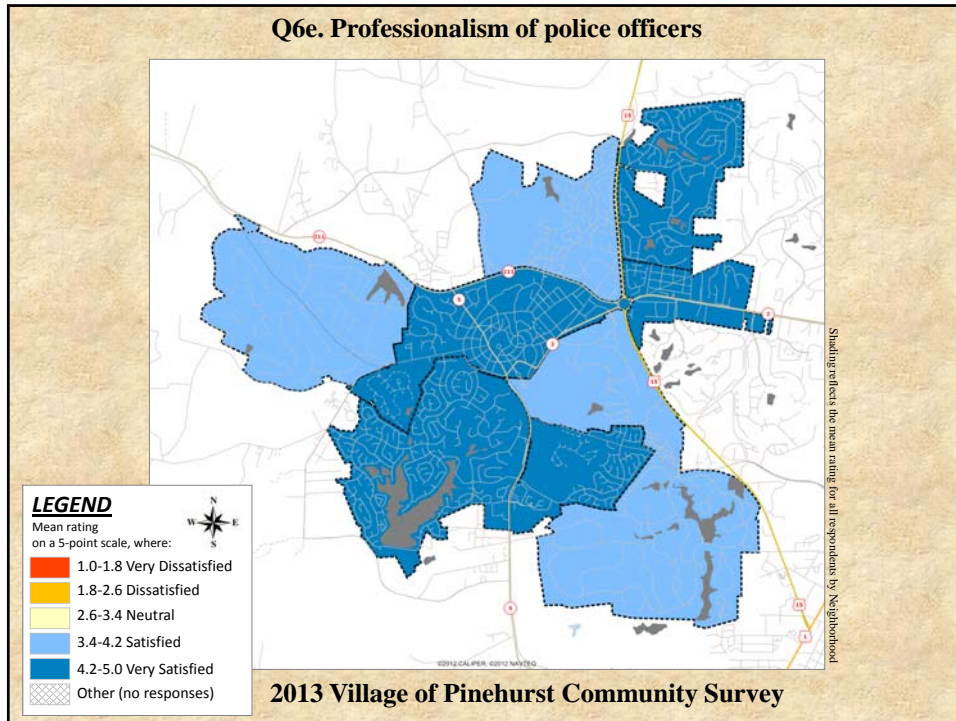 Q6e. Professionalism of police officers
15
211
211
5
2
2
15
5
15
1
Shading reflects the mean rating for all respondents by Neighborhood
LEGEND
Mean rating
on a 5-point scale, where:
N
W
E
S
1.0-1.8 Very Dissatisfied
1.8-2.6 Dissatisfied
2.6-3.4 Neutral
3.4-4.2 Satisfied
4.2-5.0 Very Satisfied
Other (no responses)
©2012 CALIPER; ©2012 NAVTEQ
2013 Village of Pinehurst Community Survey